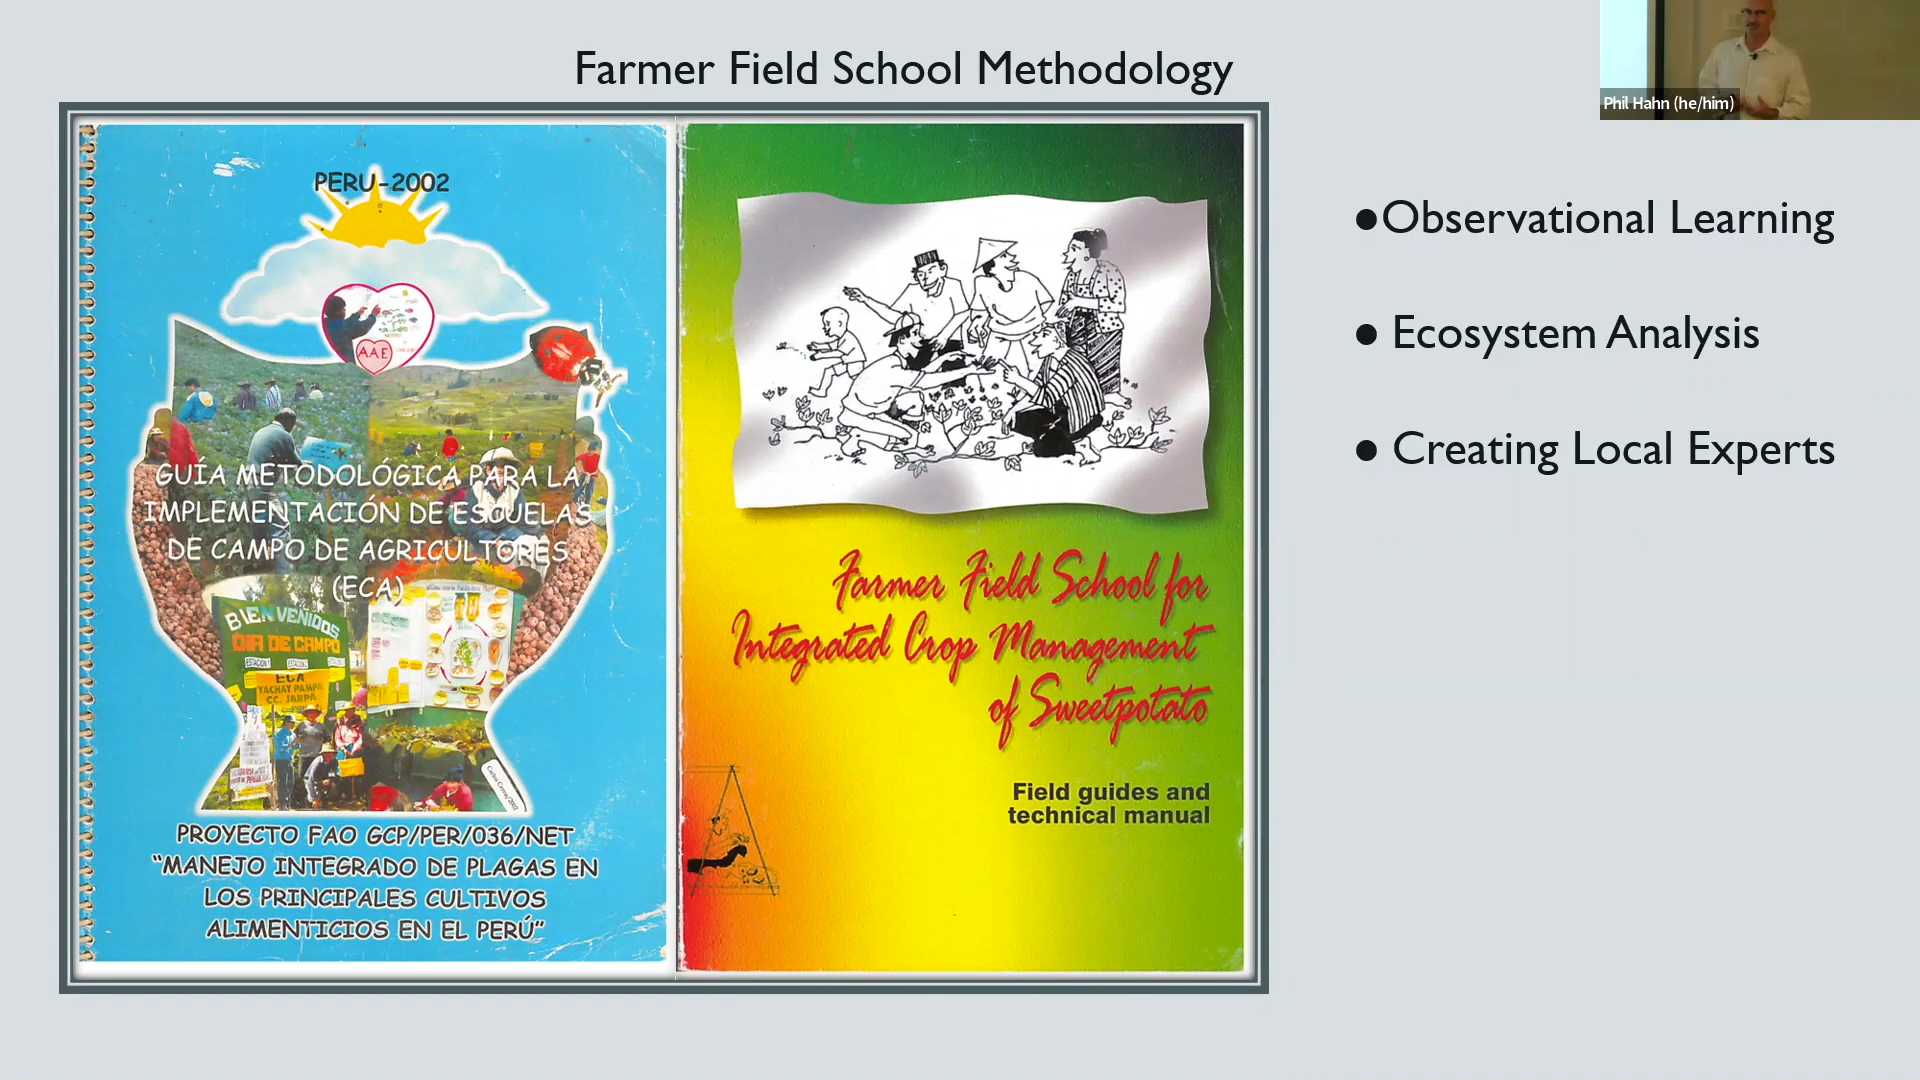 Farmer Field School Methodology
Phil Hahn (he/him)
PERU-2002
AAE
GUÍA METODOLÓGICA PARA LA
IMPLEMENTACIÓN DE ESCUELAS
DE CAMPO DE AGRICULTORES
(ECA)
BIENVENIDOS
DIA DE CAMPO
ECA
YACHAY PAMPA
CC. JARPA
PROYECTO FAO GCP/PER/036/NET
“MANEJO INTEGRADO DE PLAGAS EN
LOS PRINCIPALES CULTIVOS
ALIMENTICIOS EN EL PERÚ”
Farmer Field School for
Integrated Crop Management
of Sweetpotato
Field guides and
technical manual
●Observational Learning
● Ecosystem Analysis
● Creating Local Experts